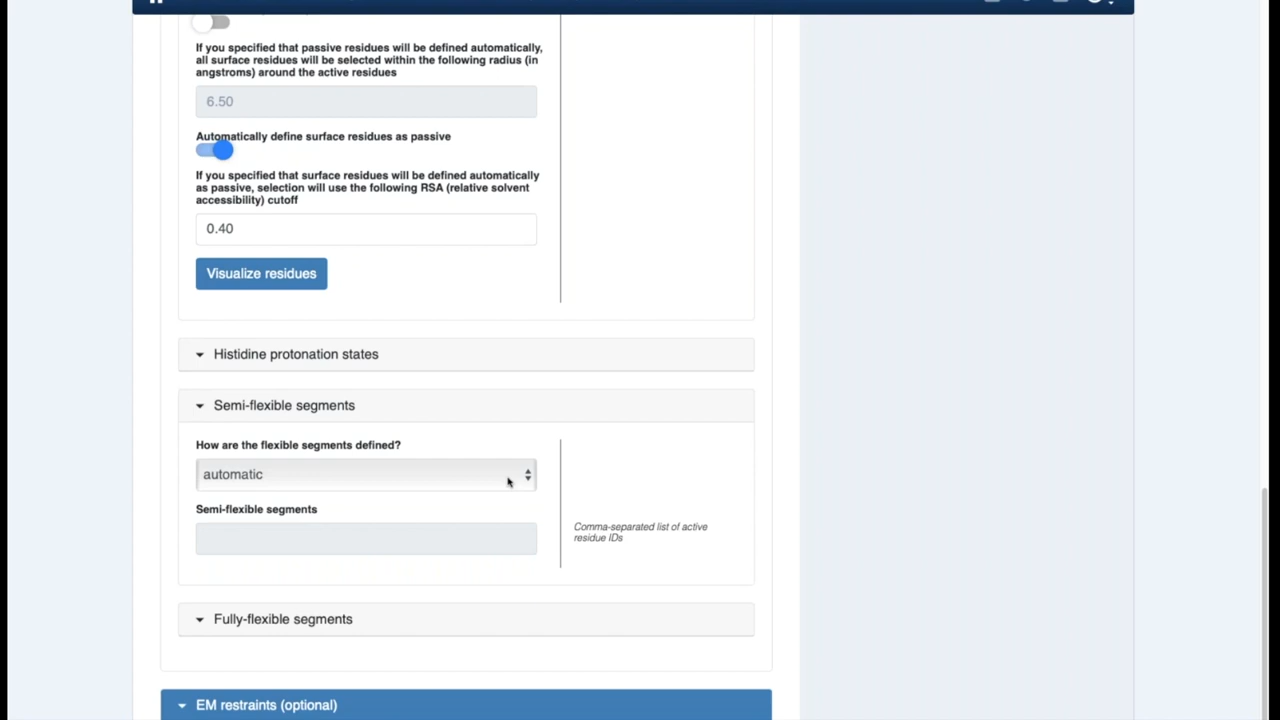 If you specified that passive residues will be defined automatically,
all surface residues will be selected within the following radius (in
angstroms) around the active residues
6.50
Automatically define surface residues as passive
If you specified that surface residues will be defined automatically
as passive, selection will use the following RSA (relative solvent
accessibility) cutoff
0.40
Visualize residues
Histidine protonation states
Semi-flexible segments
How are the flexible segments defined?
automatic
Semi-flexible segments
Comma-separated list of active
residue IDs
Fully-flexible segments
EM restraints (optional)